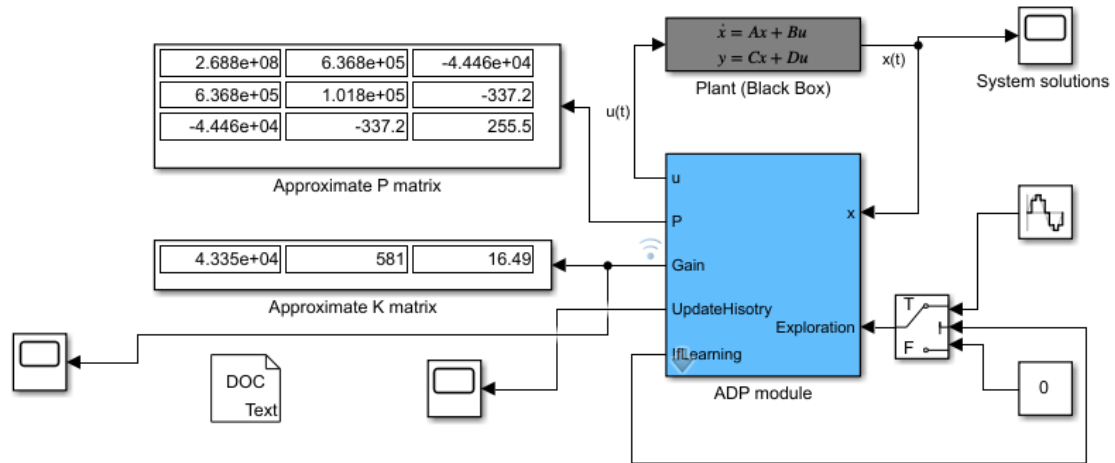 ẋ = Ax + Bu
y = Cx + Du
Plant (Black Box)
x(t)
System solutions
u(t)
2.688e+08 6.368e+05 -4.446e+04
6.368e+05 1.018e+05 -337.2
-4.446e+04 -337.2 255.5
Approximate P matrix
4.335e+04 581 16.49
Approximate K matrix
u
P
Gain
UpdateHisotry
IfLearning
x
Exploration
ADP module
T
F
0
DOC
Text